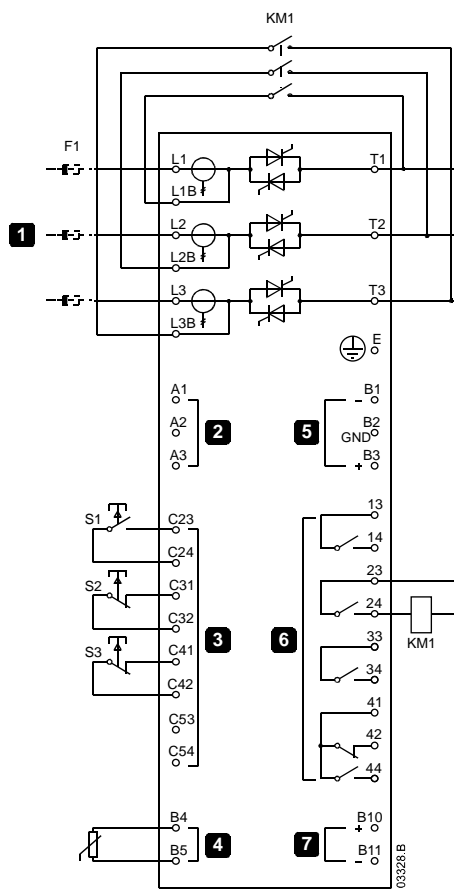 KM1
F1
L1
T1
L1B
1
L2
T2
L2B
L3
T3
L3B
E
A1
B1
-
A2
2
5
B2
GND
A3
+ B3
S1
C23
13
C24
14
S2
C31
23
C32
24
3
6
KM1
S3
C41
33
C42
34
C53
41
42
C54
44
B4
+ B10
4
7
B5
- B11
03328.B